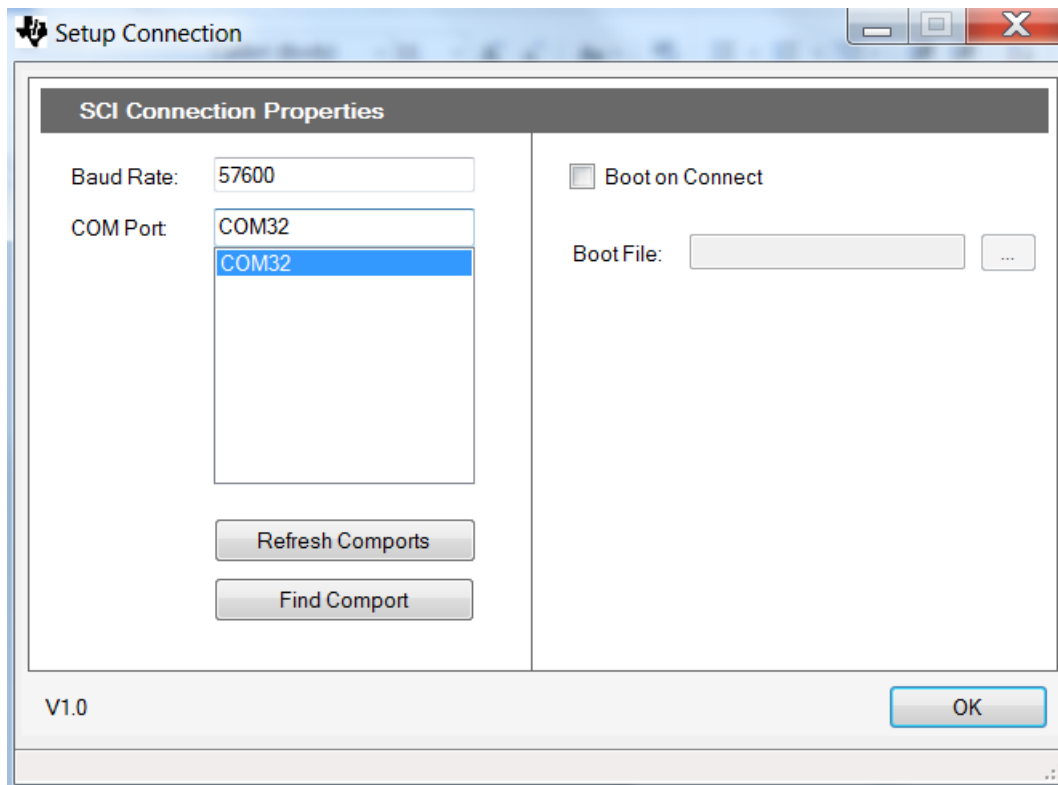 Setup Connection
SCI Connection Properties
Baud Rate: 57600
COM Port: COM32
COM32
Refresh Comports
Find Comport
Boot on Connect
Boot File:
...
V1.0
OK